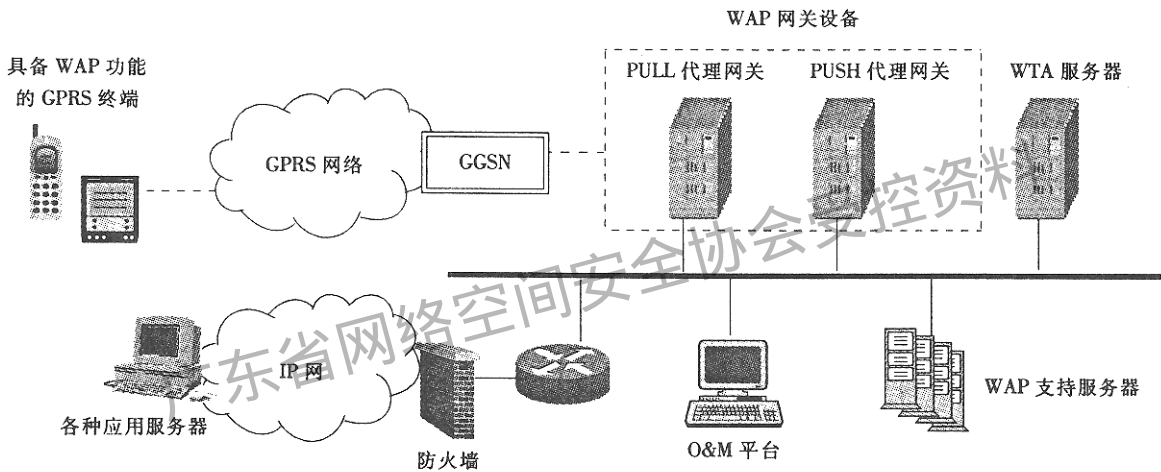 WAP 网关设备
具备 WAP 功能
的 GPRS 终端
PULL 代理网关
PUSH 代理网关
WTA 服务器
GPRS 网络
GGSN
广东省网络空间安全协会受控资料
IP 网
各种应用服务器
防火墙
O&M 平台
WAP 支持服务器